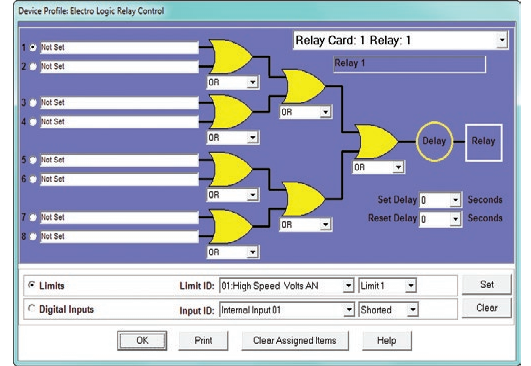 Device Profile: Electro Logic Relay Control
Relay Card: 1 Relay: 1
Relay 1
1 Not Set
2 Not Set
OR
3 Not Set
4 Not Set
OR
OR
5 Not Set
6 Not Set
OR
7 Not Set
8 Not Set
OR
OR
OR
Delay
Relay
Set Delay 0 Seconds
Reset Delay 0 Seconds
Limits Limit ID: 01:High Speed Volts AN Limit1 Set
Digital Inputs Input ID: Internal Input 01 Shorted Clear
OK Print Clear Assigned Items Help